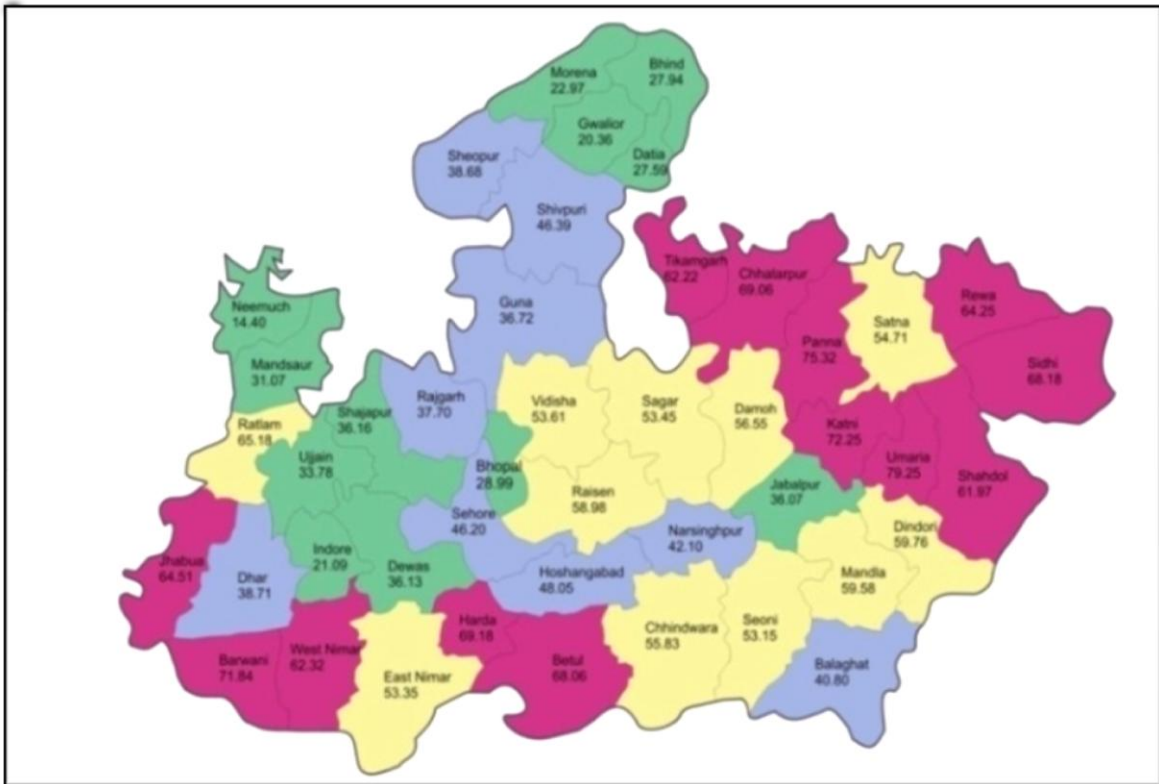 Morena
22.97
Bhind
27.94
Gwalior
20.36
Datia
27.59
Sheopur
38.68
Shivpuri
46.39
Guna
36.72
Tikamgarh
62.22
Chhatarpur
69.06
Panna
75.32
Satna
54.71
Rewa
64.25
Sidhi
68.18
Neemuch
14.40
Mandsaur
31.07
Ratlam
65.18
Shajapur
36.16
Rajgarh
37.70
Ujjain
33.78
Vidisha
53.61
Sagar
53.45
Damoh
56.55
Katni
72.25
Umaria
79.25
Shahdol
61.97
Bhopal
28.99
Raisen
58.98
Jabalpur
36.07
Sehore
46.20
Narsinghpur
42.10
Dindori
59.76
Jhabua
64.51
Dhar
38.71
Indore
21.09
Dewas
36.13
Hoshangabad
48.05
Mandla
59.58
Barwani
71.84
West Nimar
62.32
East Nimar
53.35
Harda
69.18
Betul
68.06
Chhindwara
55.83
Seoni
53.15
Balaghat
40.80